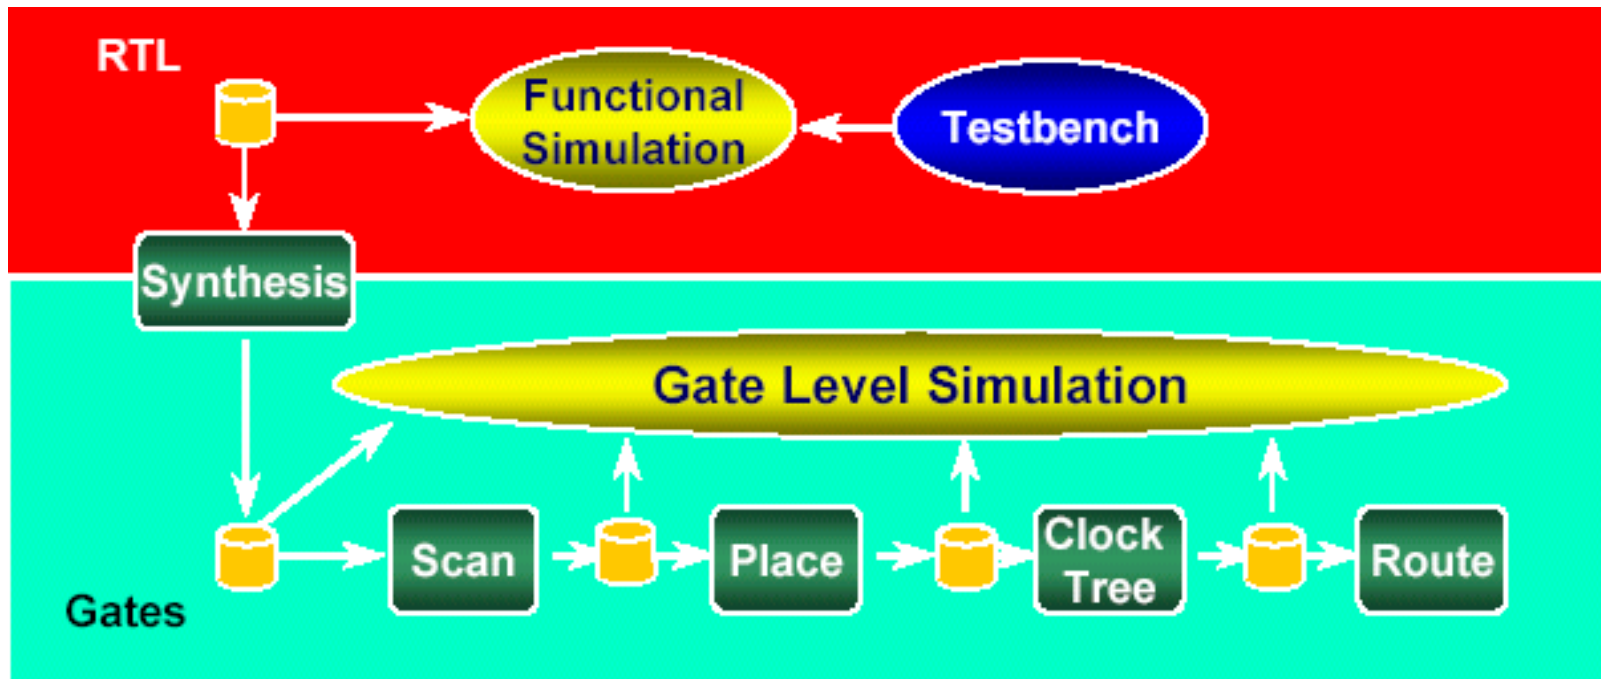 RTL
Functional
Simulation
Testbench
Synthesis
Gate Level Simulation
Scan
Place
Clock
Tree
Route
Gates